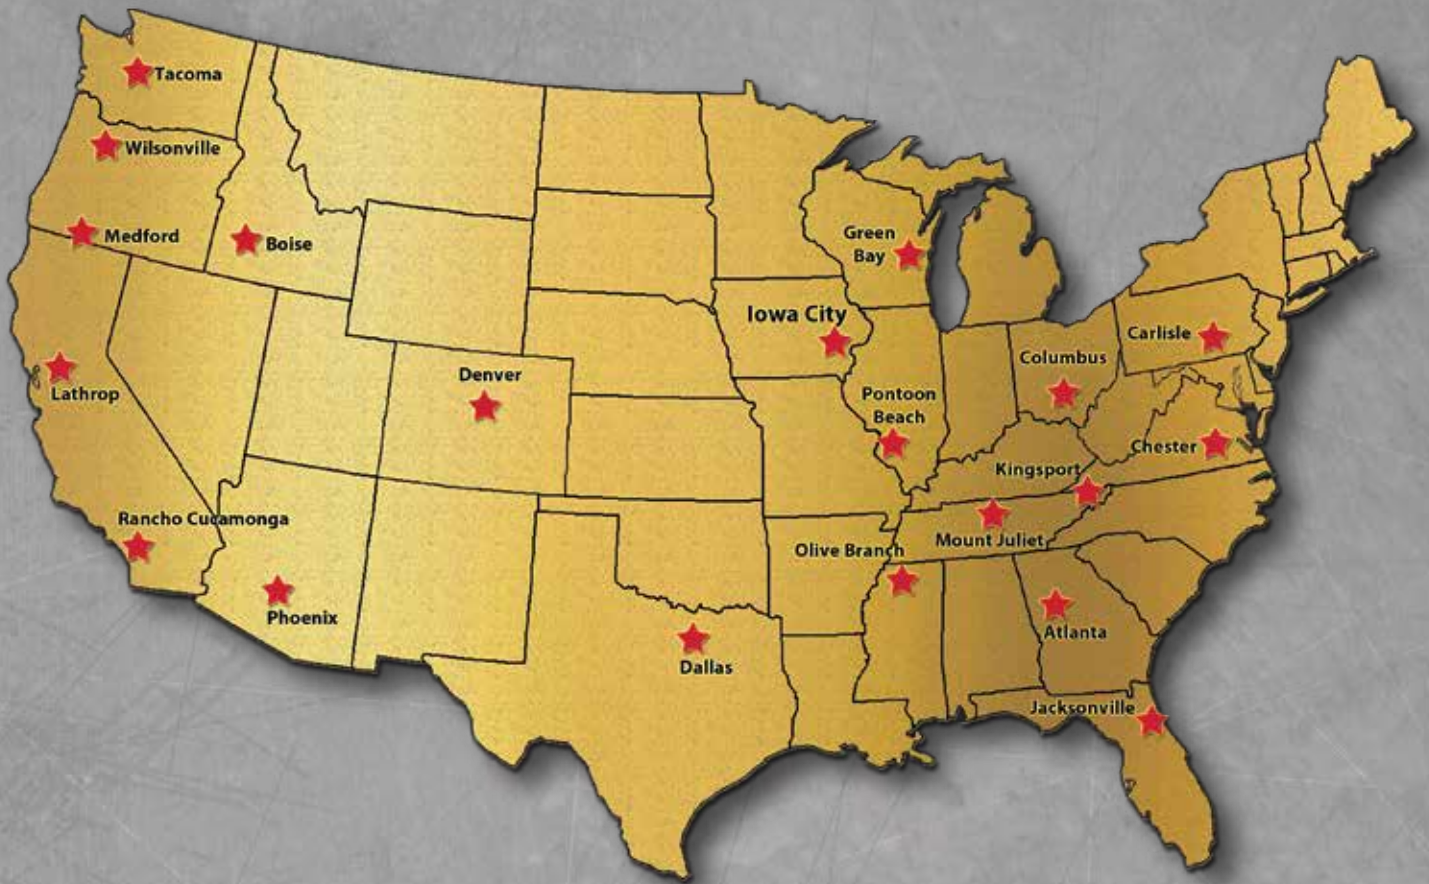 Tacoma
Wilsonville
Medford
Boise
Green
Bay
Iowa City
Carlisle
Columbus
Lathrop
Denver
Pontoon
Beach
Chester
Kingsport
Rancho Cucamonga
Mount Juliet
Olive Branch
Phoenix
Atlanta
Dallas
Jacksonville